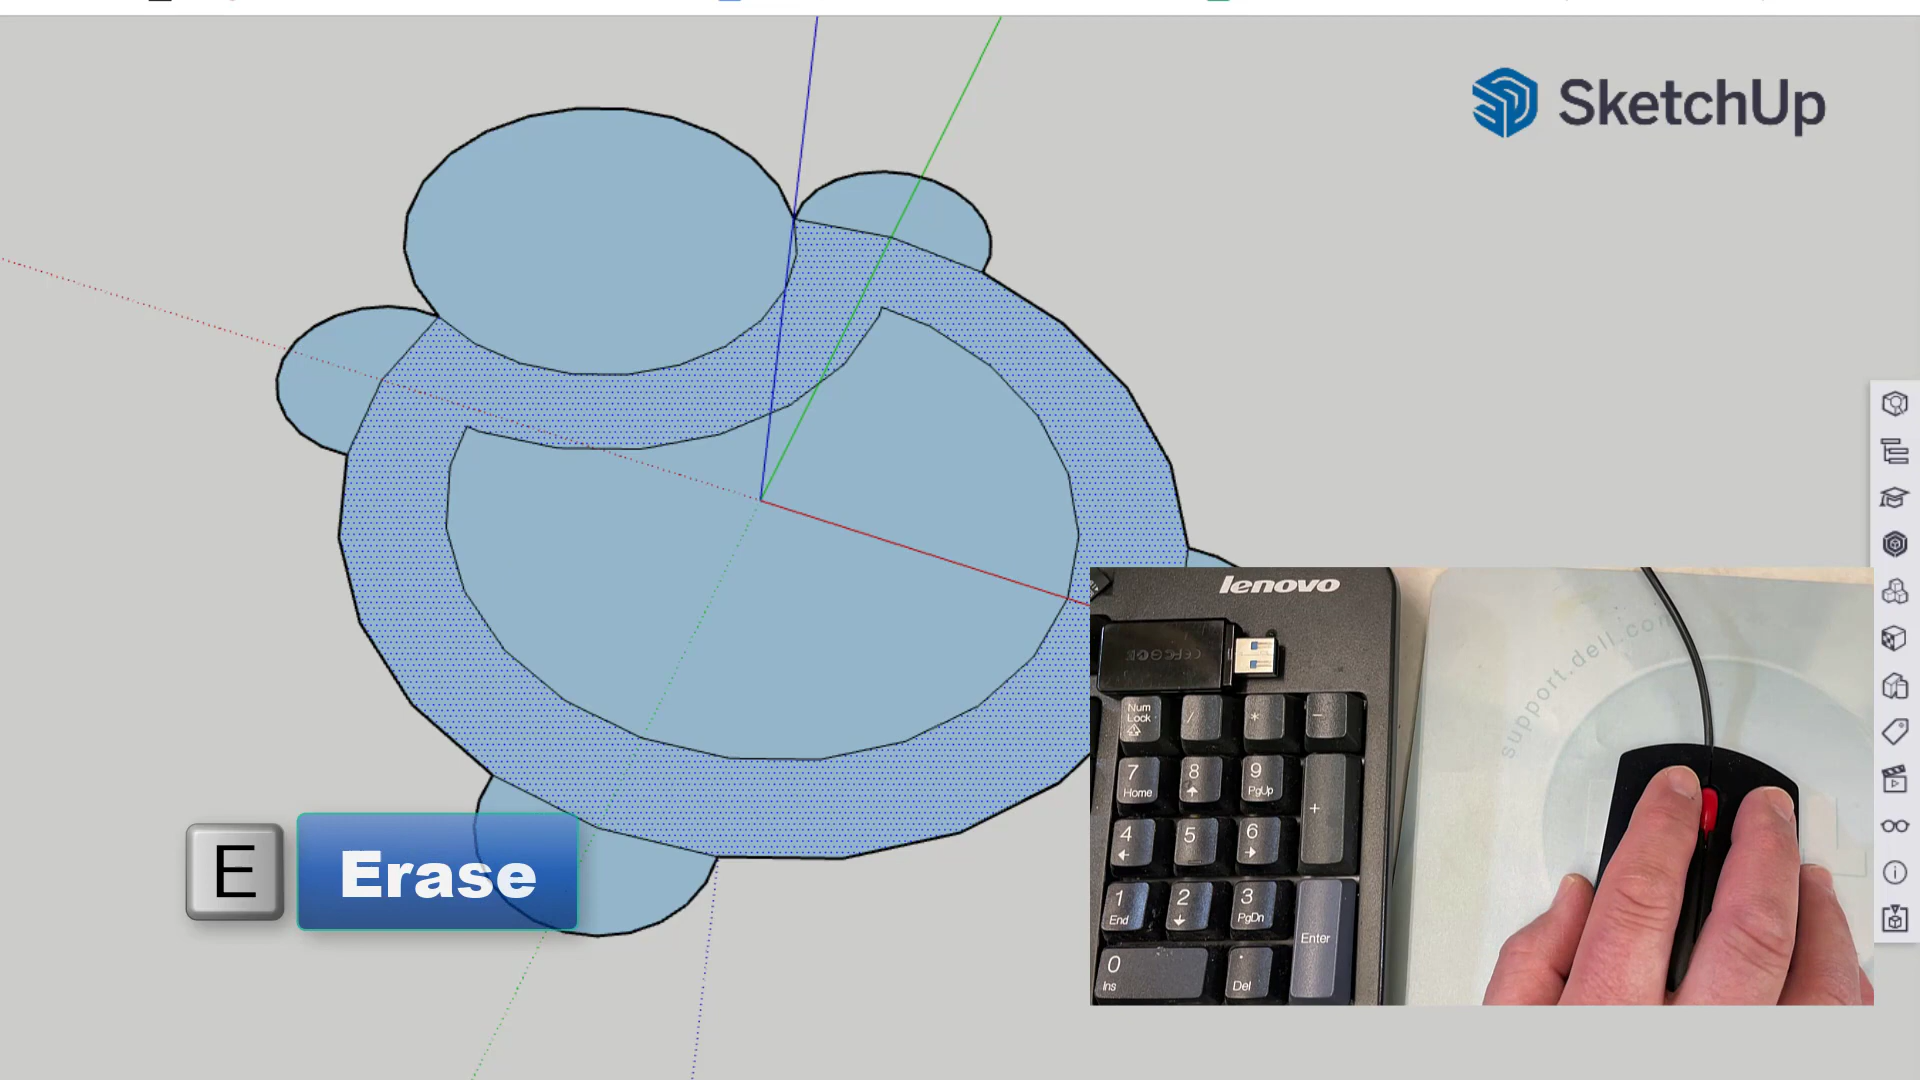 SketchUp
E
Erase
lenovo
support.dell.com
Num
Lock
/
*
-
7
Home
8
9
PgUp
+
4
5
6
1
End
2
3
PgDn
Enter
0
Ins
.
Del